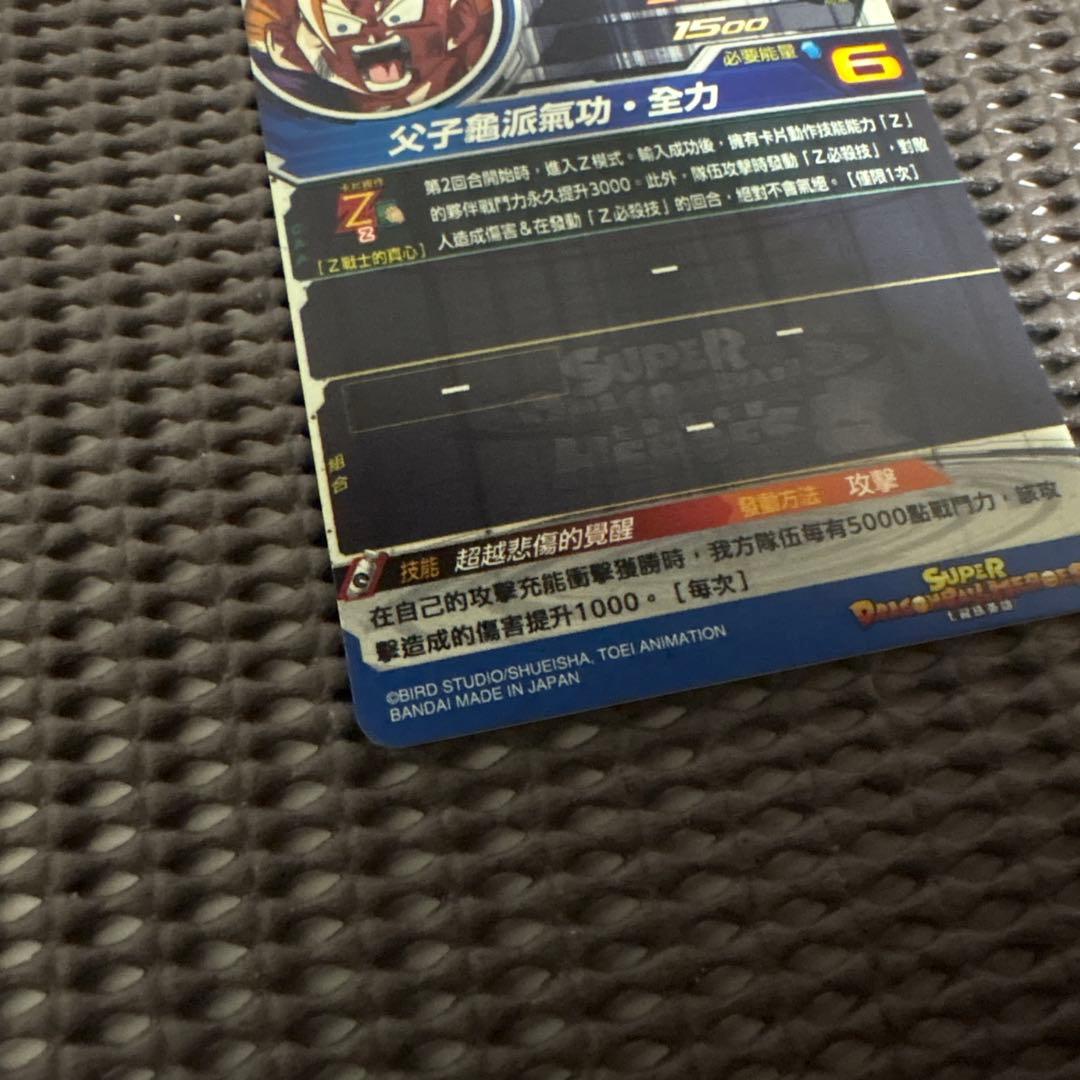 1500
必要能量 6
父子龜派氣功・全力
卡片動作
Z
第2回合開始時，進入Z模式。輸入成功後，擁有卡片動作技能能力「Z」
的夥伴戰鬥力永久提升3000。此外，隊伍攻擊時發動「Z必殺技」，對敵
人造成傷害＆在發動「Z必殺技」的回合，絕對不會氣絕。［僅限1次］
［Z戰士的真心］
—
—
—
—
SUPER
DRAGONBALL
HEROES
組合
技能 超越悲傷的覺醒 發動方法 攻擊
在自己的攻擊充能衝擊獲勝時，我方隊伍每有5000點戰鬥力，該攻
擊造成的傷害提升1000。［每次］
SUPER
DRAGONBALL HEROES
©BIRD STUDIO/SHUEISHA, TOEI ANIMATION
BANDAI MADE IN JAPAN